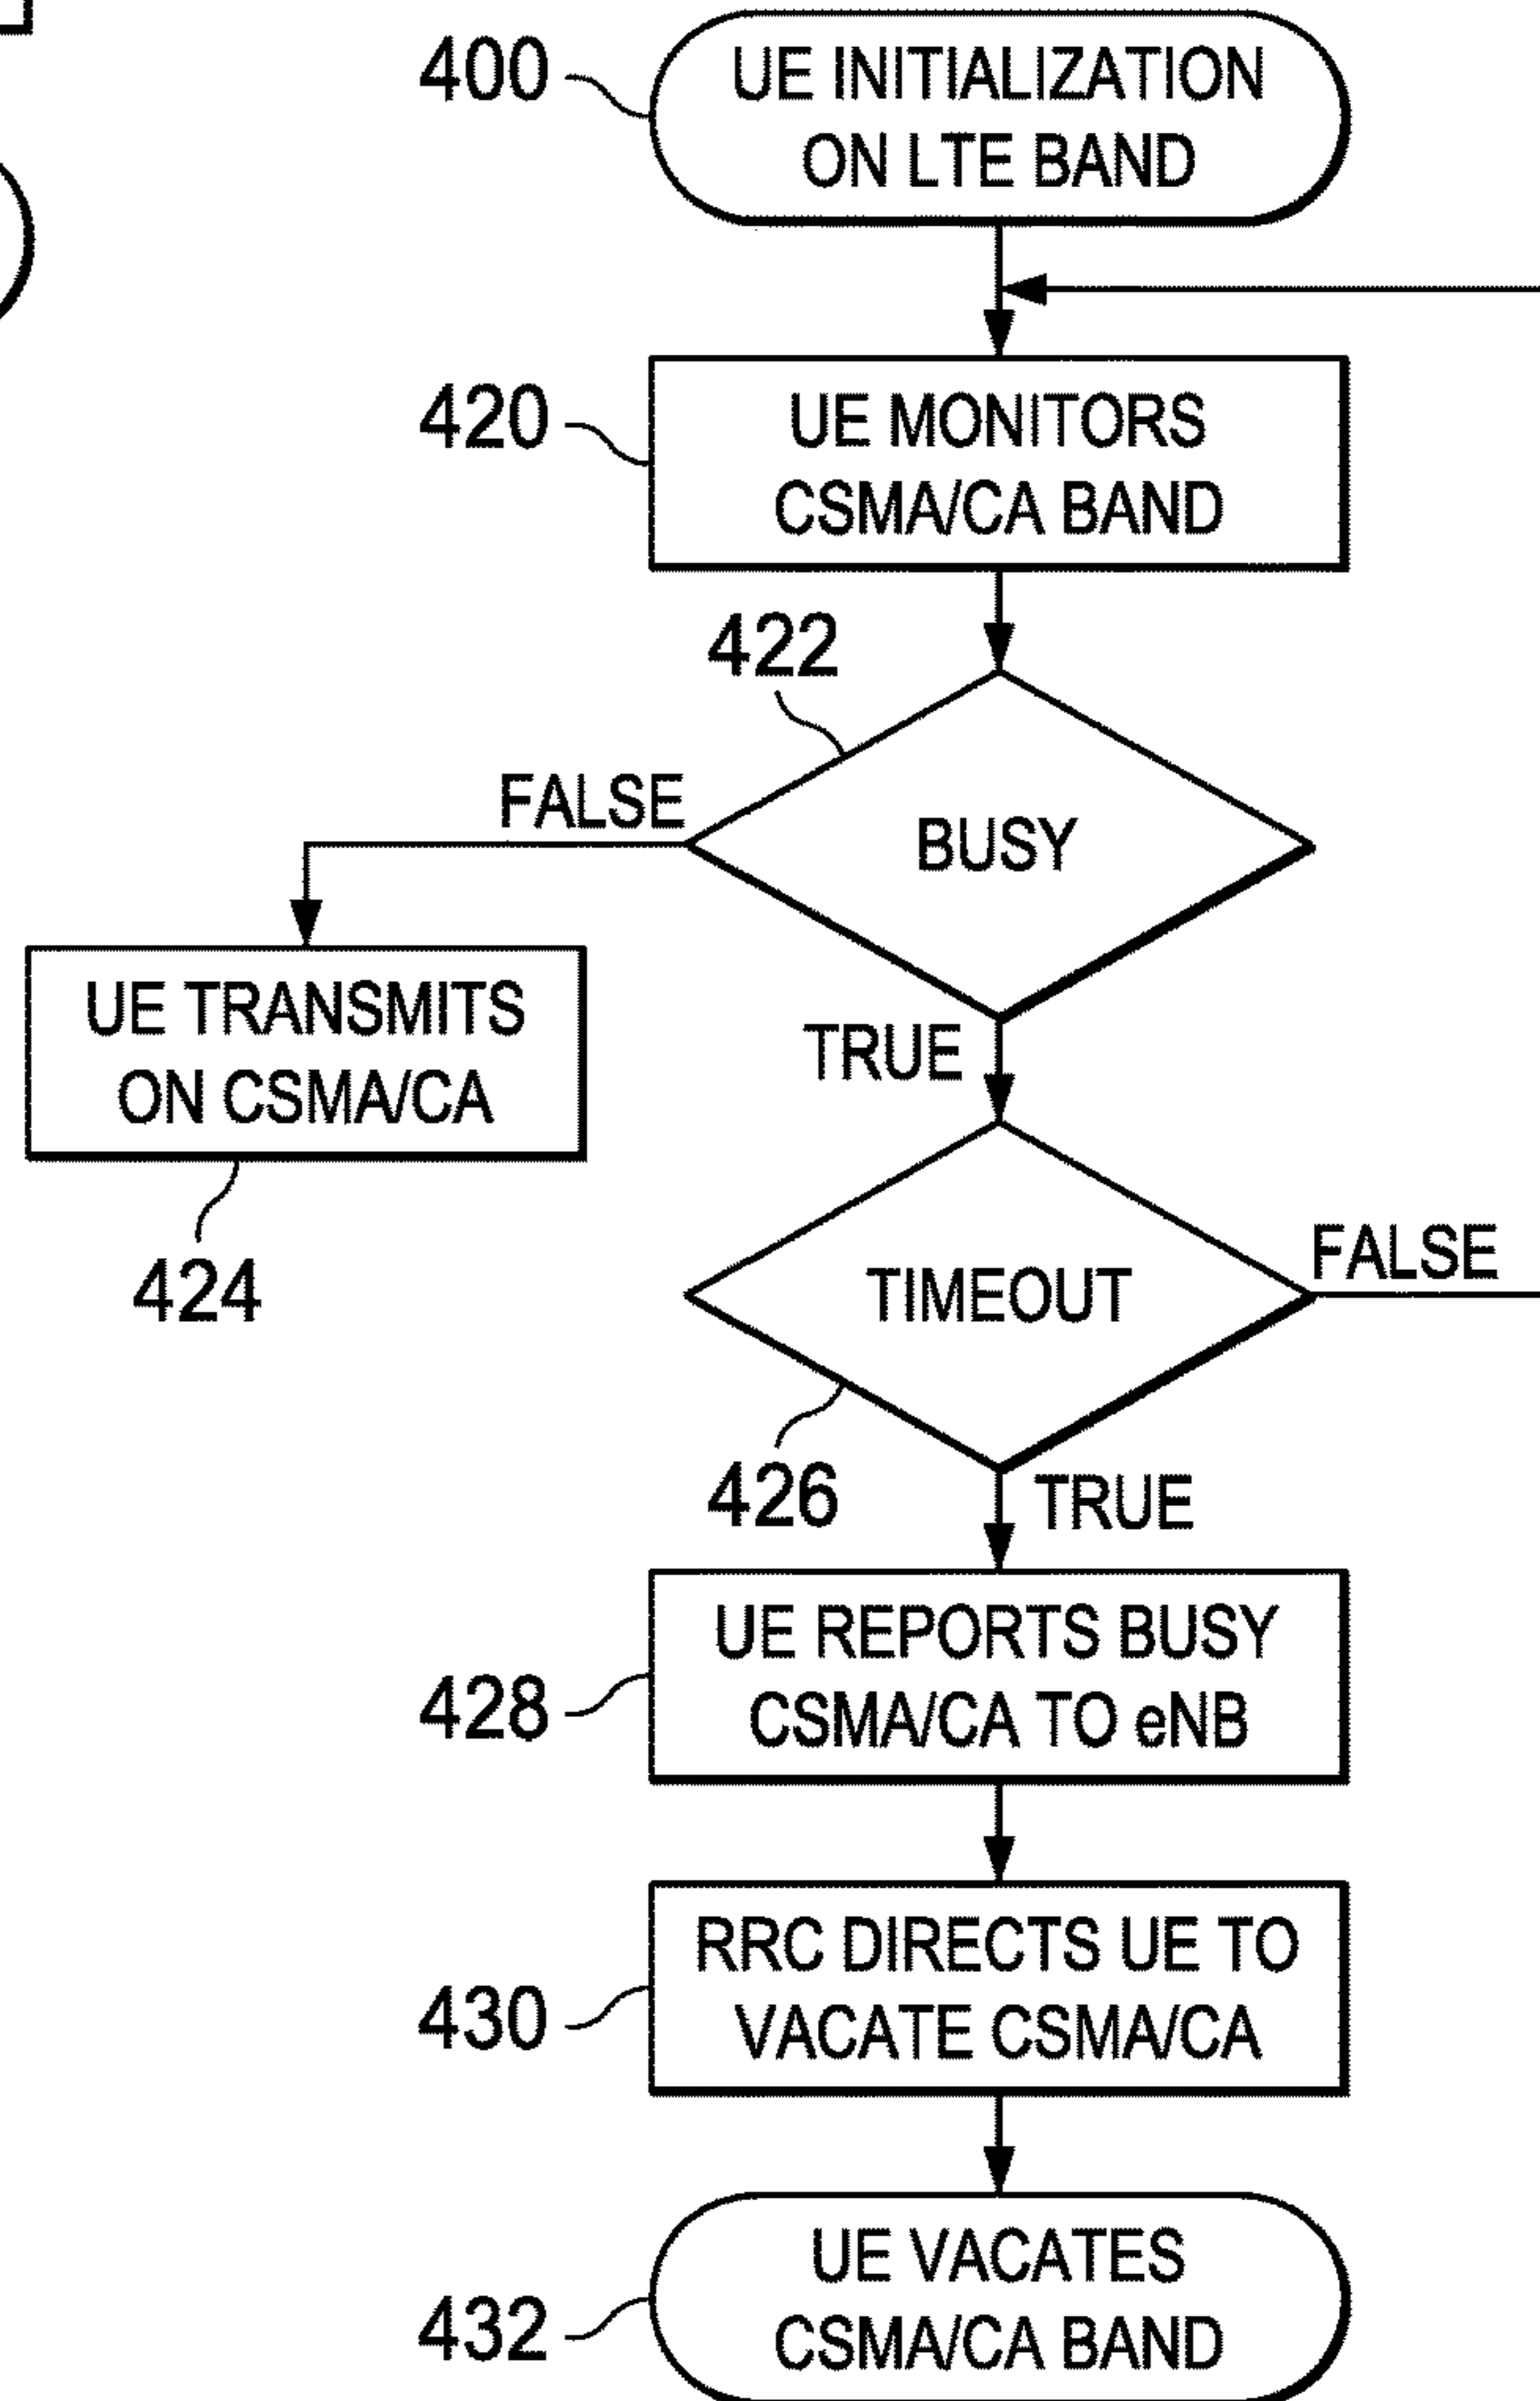 400
UE INITIALIZATION
ON LTE BAND
420
UE MONITORS
CSMA/CA BAND
422
FALSE
BUSY
UE TRANSMITS
ON CSMA/CA
TRUE
424
TIMEOUT
FALSE
426
TRUE
UE REPORTS BUSY
CSMA/CA TO eNB
428
RRC DIRECTS UE TO
VACATE CSMA/CA
430
UE VACATES
CSMA/CA BAND
432